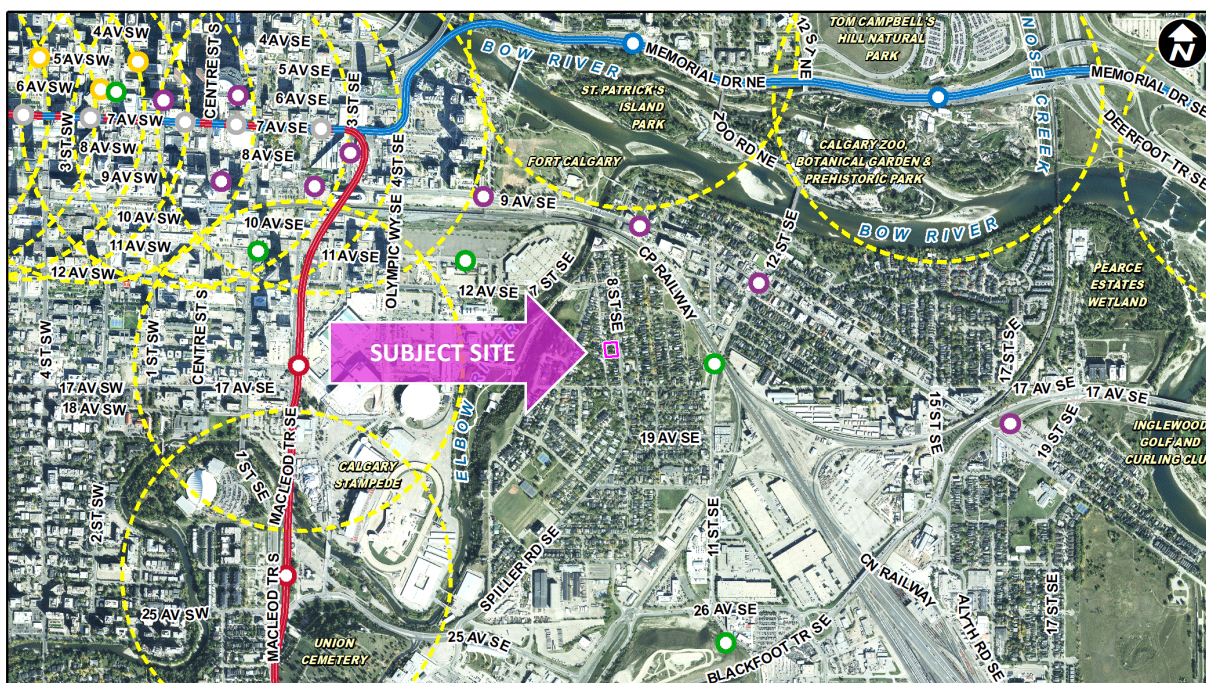 4 AV SW
5 AV SW
6 AV SW
7 AV SW
3 ST SW
8 AV SW
9 AV SW
10 AV SW
11 AV SW
12 AV SW
CENTRE ST S
4 AV SE
5 AV SE
6 AV SE
7 AV SE
8 AV SE
9 AV SE
10 AV SE
11 AV SE
12 AV SE
3 ST SE
4 ST SE
OLYMPIC WY SE
BOW RIVER
MEMORIAL DR NE
ST. PATRICK'S
ISLAND
PARK
FORT CALGARY
ZOO RD NE
12 ST NE
TOM CAMPBELL'S
HILL NATURAL
PARK
NOSE
CREEK
N
MEMORIAL DR SE
DEERFOOT TR SE
CALGARY ZOO,
BOTANICAL GARDEN &
PREHISTORIC PARK
BOW RIVER
12 ST SE
CP RAILWAY
7 ST SE
8 ST SE
SUBJECT SITE
PEARCE
ESTATES
WETLAND
4 ST SW
1 ST SW
CENTRE ST S
17 AV SW
18 AV SW
17 AV SE
17 ST SE
17 AV SE
17 AV SE
15 ST SE
19 ST SE
19 AV SE
INGLEWOOD
GOLF AND
CURLING CLU
ELBOW
CALGARY
STAMPEDE
1 ST SE
MACLEOD TR SE
2 ST SW
MACLEOD TR S
25 AV SW
UNION
CEMETERY
25 AV SE
SPILLER RD SE
11 ST SE
26 AV SE
BLACKFOOT TR SE
CN RAILWAY
ALYTH RD SE
17 ST SE